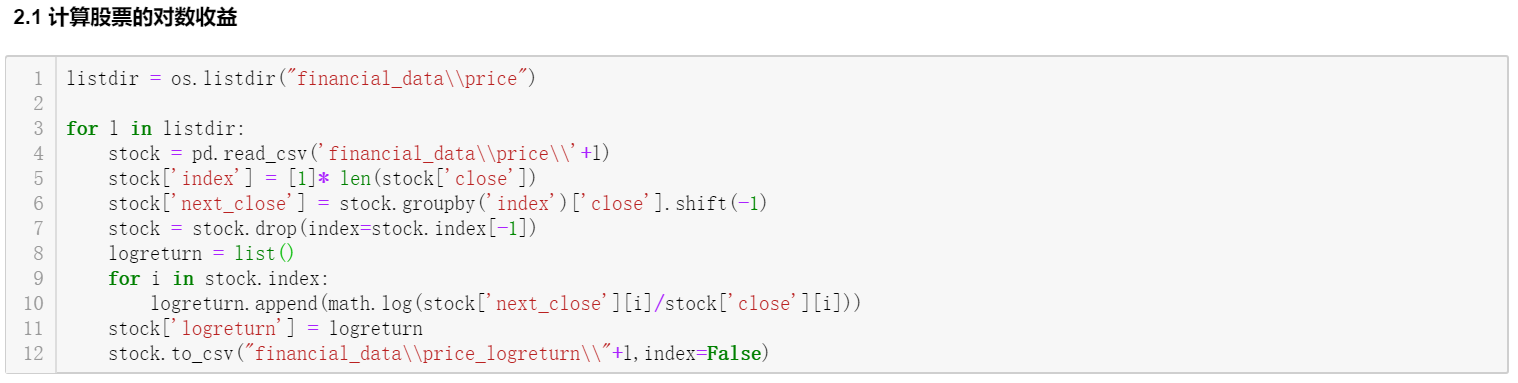 2.1 计算股票的对数收益
1 listdir = os.listdir("financial_data\\price")
2
3 for l in listdir:
4     stock = pd.read_csv('financial_data\\price\\'+l)
5     stock['index'] = [1]* len(stock['close'])
6     stock['next_close'] = stock.groupby('index')['close'].shift(-1)
7     stock = stock.drop(index=stock.index[-1])
8     logreturn = list()
9     for i in stock.index:
10         logreturn.append(math.log(stock['next_close'][i]/stock['close'][i]))
11     stock['logreturn'] = logreturn
12     stock.to_csv("financial_data\\price_logreturn\\"+l,index=False)